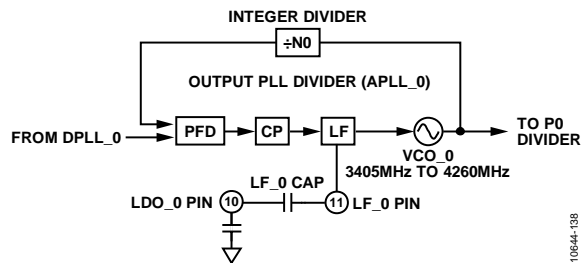 INTEGER DIVIDER
÷N0
OUTPUT PLL DIVIDER (APLL_0)
FROM DPLL_0
PFD
CP
LF
TO P0
DIVIDER
VCO_0
3405MHz TO 4260MHz
LF_0 CAP
LDO_0 PIN
10
11
LF_0 PIN
10644-138